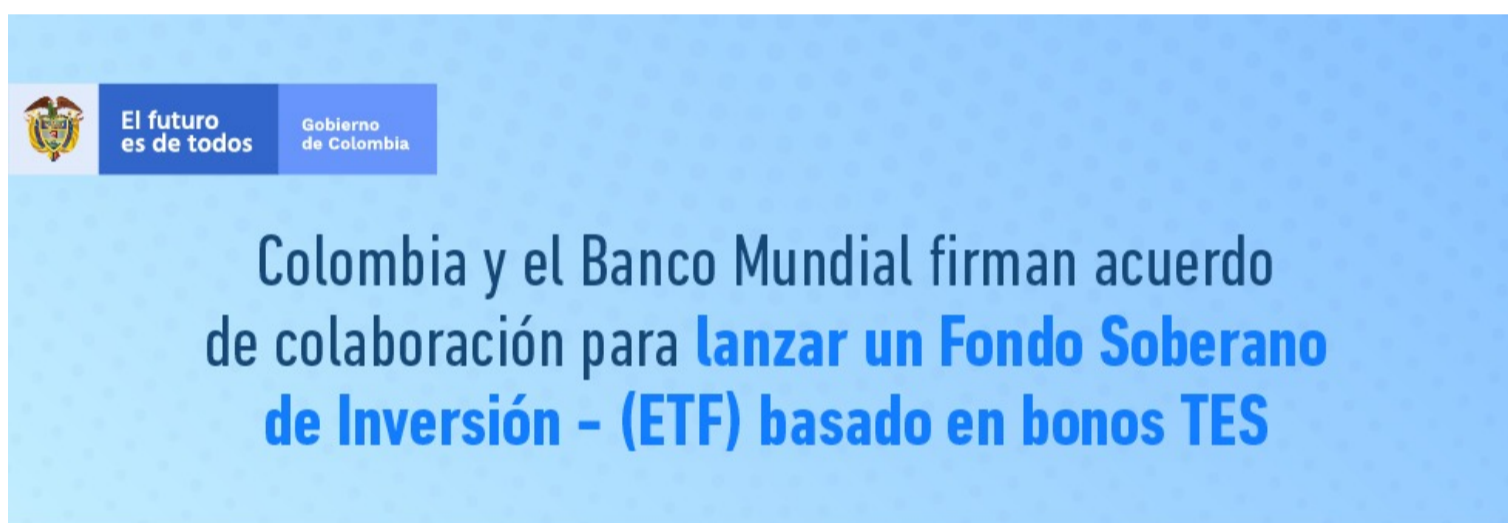 El futuro
es de todos
Gobierno
de Colombia
Colombia y el Banco Mundial firman acuerdo
de colaboración para lanzar un Fondo Soberano
de Inversión - (ETF) basado en bonos TES